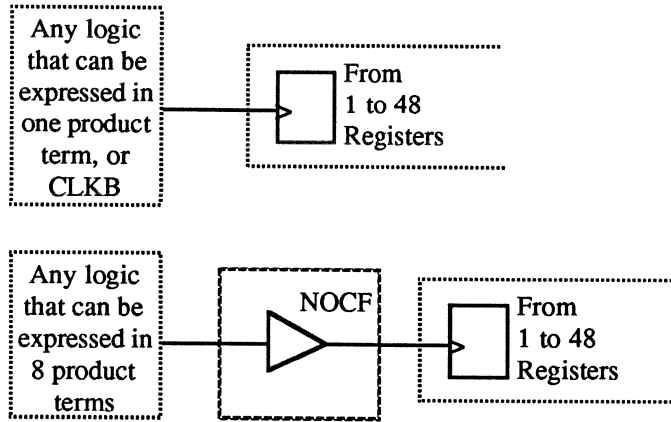 Any logic
that can be
expressed in
one product
term, or
CLKB
From
1 to 48
Registers
Any logic
that can be
expressed in
8 product
terms
NOCF
From
1 to 48
Registers